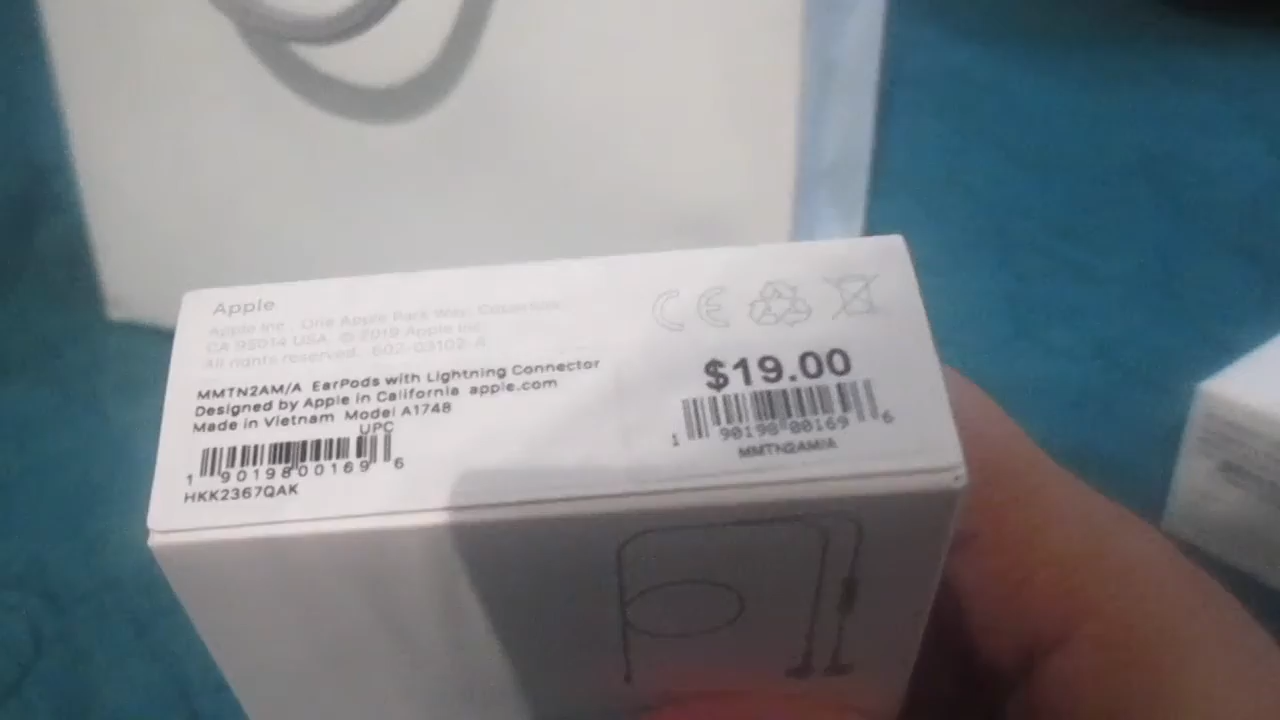 Apple
Apple Inc. One Apple Park Way, Cupertino,
CA 95014 USA. © 2019 Apple Inc.
All rights reserved. 602-03102-A
MMTN2AM/A EarPods with Lightning Connector
Designed by Apple in California apple.com
Made in Vietnam Model A1748
UPC
1 90198 00169 6
HKK2367QAK
$19.00
1 90198 00169 6
MMTN2AM/A